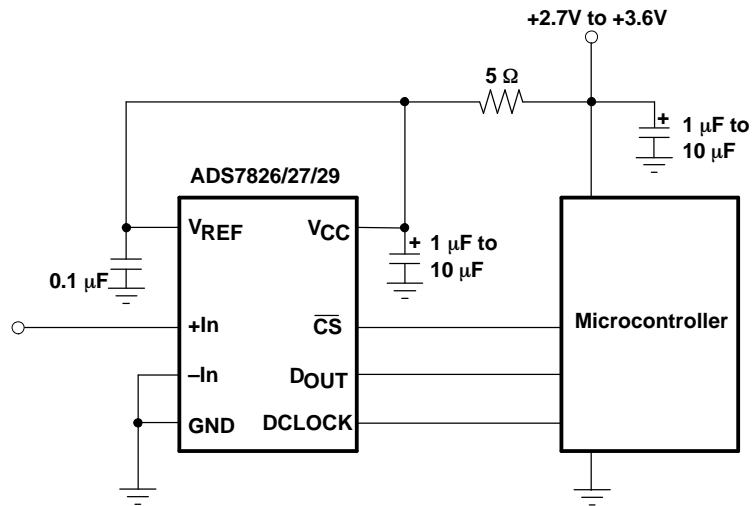 +2.7V to +3.6V
5 Ω
+ 1 μF to
10 μF
ADS7826/27/29
VREF
VCC
+ 1 μF to
10 μF
0.1 μF
+In
CS
Microcontroller
–In
DOUT
GND
DCLOCK